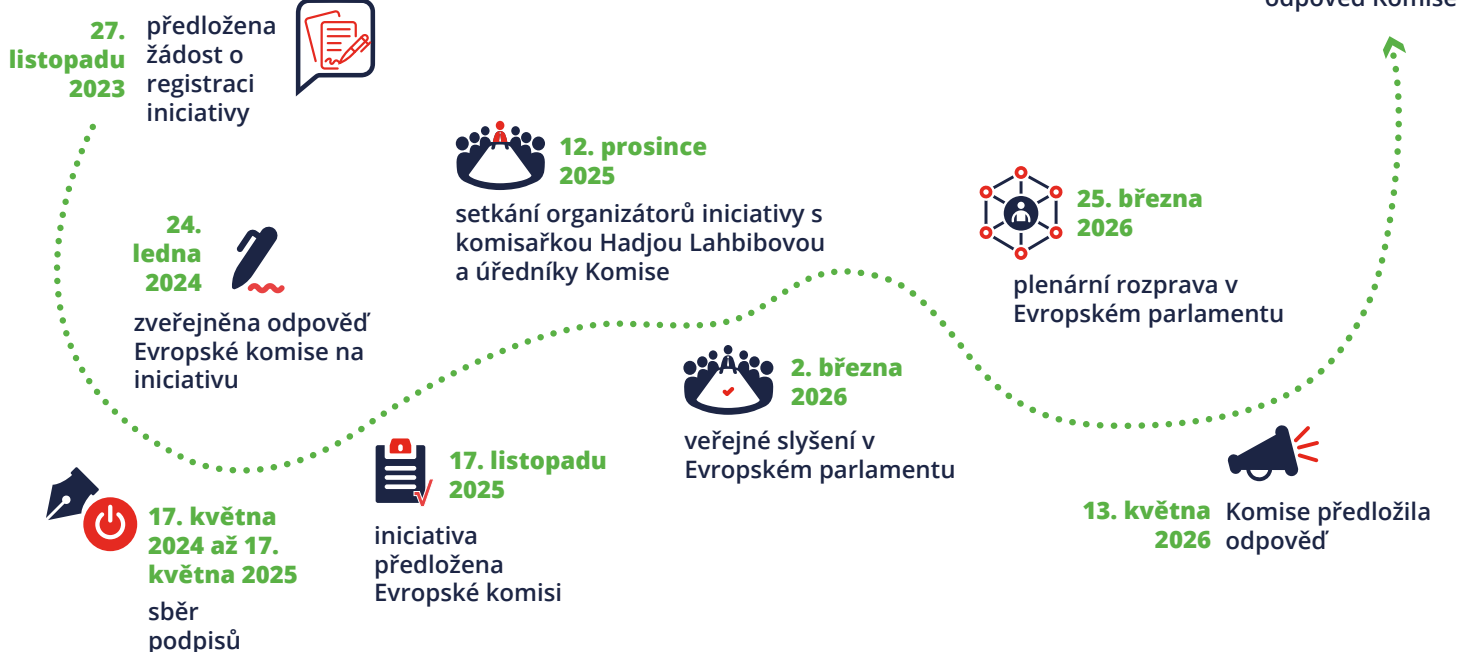 odpověď Komise
27.
listopadu
2023
předložena
žádost o
registraci
iniciativy
24.
ledna
2024
zveřejněna odpověď
Evropské komise na
iniciativu
17. května
2024 až 17.
května 2025
sběr
podpisů
17. listopadu
2025
iniciativa
předložena
Evropské komisi
12. prosince
2025
setkání organizátorů iniciativy s
komisařkou Hadjou Lahbibovou
a úředníky Komise
2. března
2026
veřejné slyšení v
Evropském parlamentu
25. března
2026
plenární rozprava v
Evropském parlamentu
13. května
2026
Komise předložila
odpověď